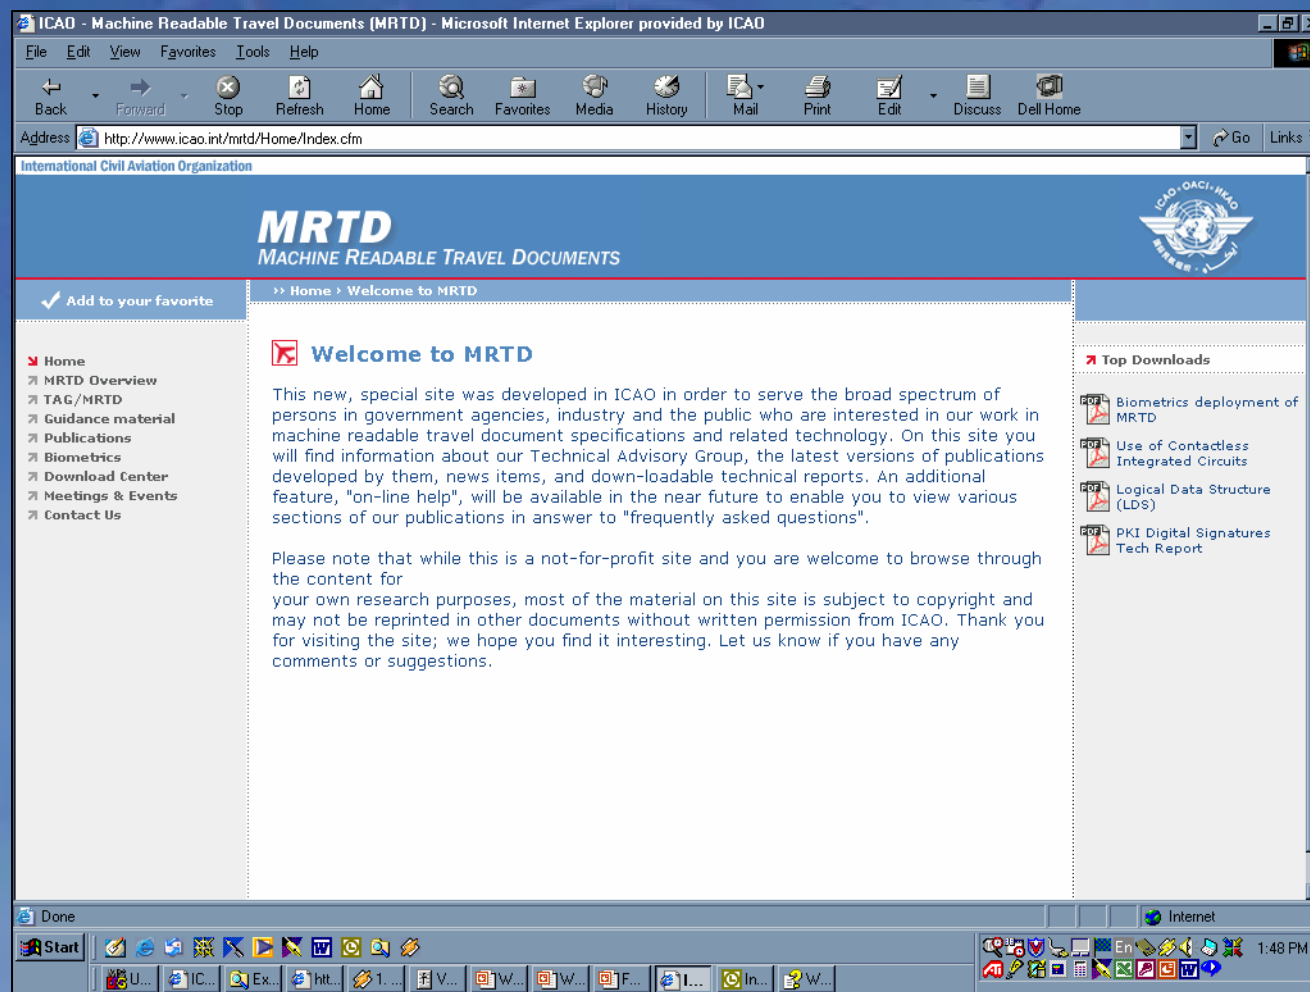 ICAO - Machine Readable Travel Documents (MRTD) - Microsoft Internet Explorer provided by ICAO
File Edit View Favorites Tools Help
Back Forward Stop Refresh Home Search Favorites Media History Mail Print Edit Discuss Dell Home
Address http://www.icao.int/mrtd/Home/Index.cfm Go Links
International Civil Aviation Organization
MRTD
MACHINE READABLE TRAVEL DOCUMENTS
ICAO · OACI · ИКАО
Add to your favorite
›› Home › Welcome to MRTD
Home
MRTD Overview
TAG/MRTD
Guidance material
Publications
Biometrics
Download Center
Meetings & Events
Contact Us
Welcome to MRTD
This new, special site was developed in ICAO in order to serve the broad spectrum of
persons in government agencies, industry and the public who are interested in our work in
machine readable travel document specifications and related technology. On this site you
will find information about our Technical Advisory Group, the latest versions of publications
developed by them, news items, and down-loadable technical reports. An additional
feature, "on-line help", will be available in the near future to enable you to view various
sections of our publications in answer to "frequently asked questions".
Please note that while this is a not-for-profit site and you are welcome to browse through
the content for
your own research purposes, most of the material on this site is subject to copyright and
may not be reprinted in other documents without written permission from ICAO. Thank you
for visiting the site; we hope you find it interesting. Let us know if you have any
comments or suggestions.
Top Downloads
Biometrics deployment of
MRTD
Use of Contactless
Integrated Circuits
Logical Data Structure
(LDS)
PKI Digital Signatures
Tech Report
Done Internet
Start En 1:48 PM
U... IC... Ex... htt... 1. ... V... W... W... F... I... In... W...